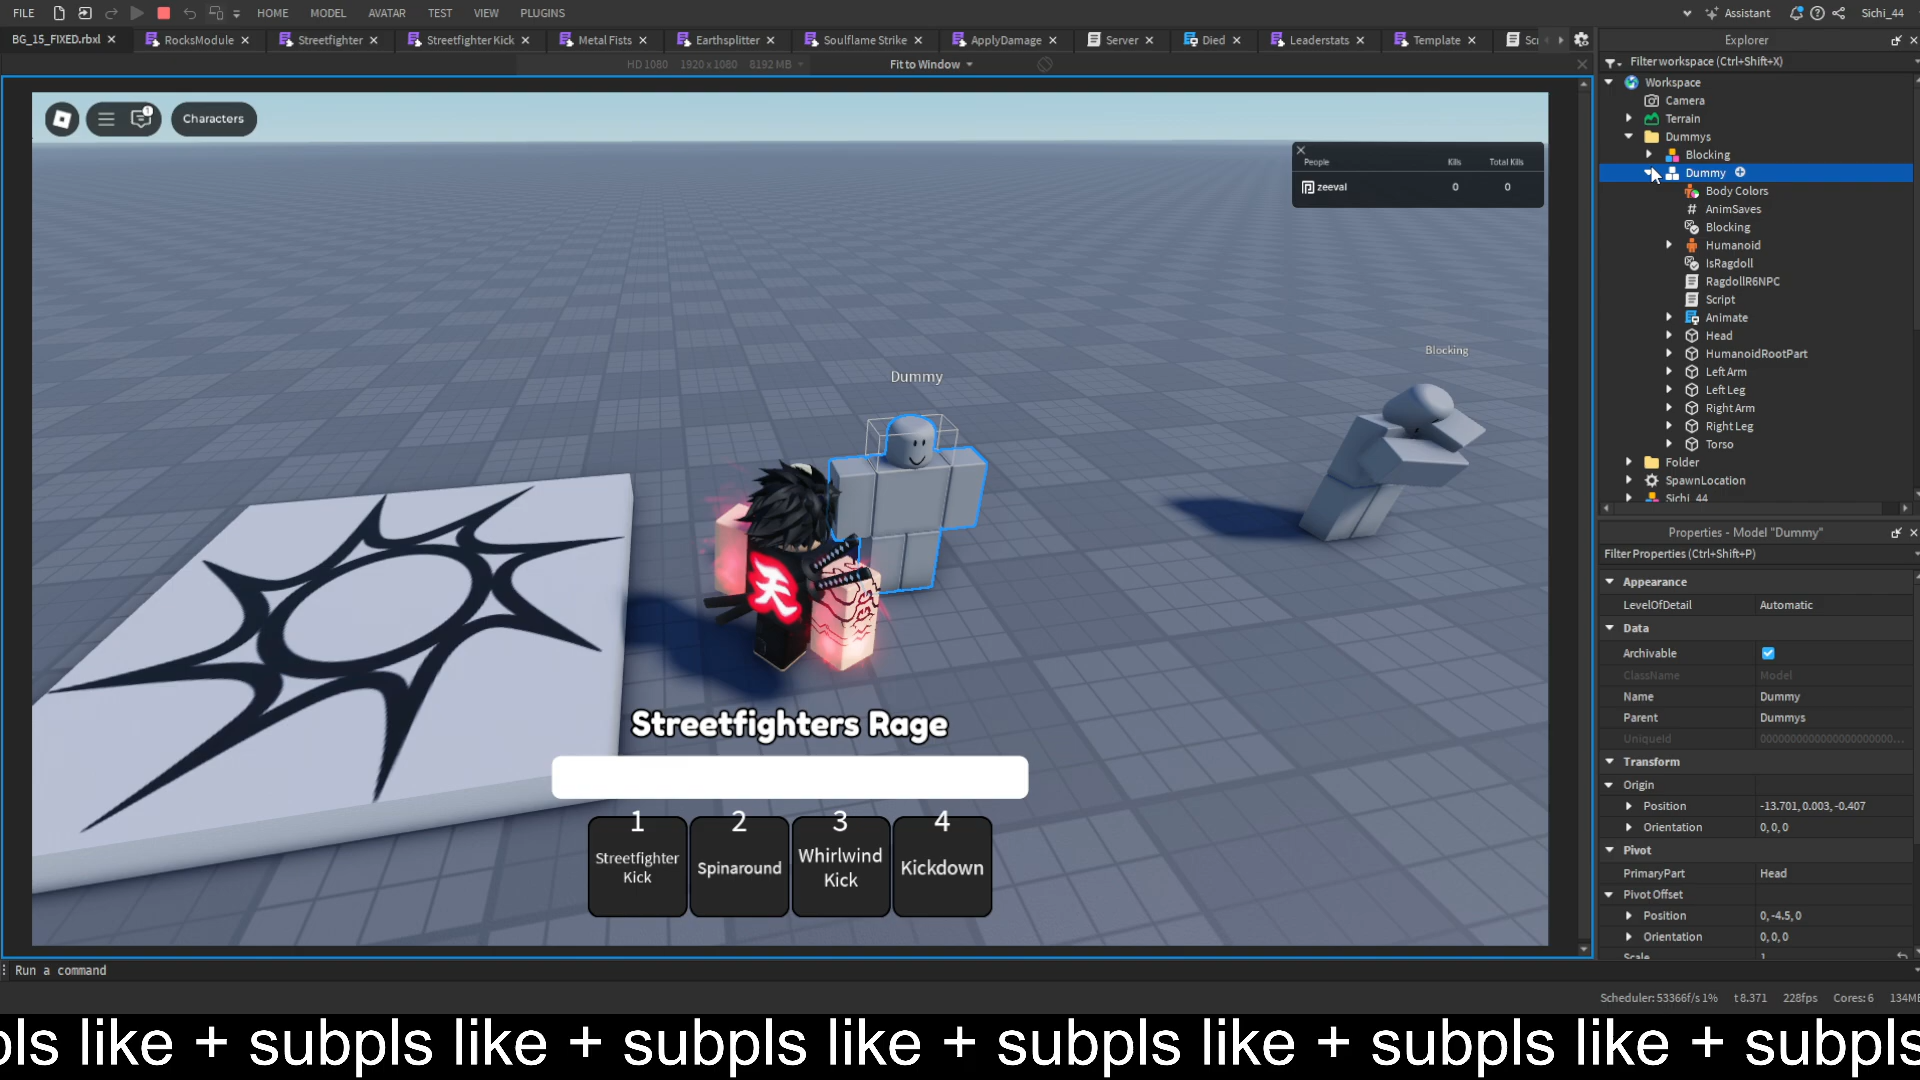 FILE HOME MODEL AVATAR TEST VIEW PLUGINS Assistant Sichi_44
BG_15_FIXED.rbxl RocksModule Streetfighter Streetfighter Kick Metal Fists Earthsplitter Soulflame Strike ApplyDamage Server Died Leaderstats Template
HD 1080 1920 x 1080 8192 MB Fit to Window
Characters
1
People Kills Total Kills
zeeval 0 0
Blocking
Dummy
天
Streetfighters Rage
1 2 3 4
Streetfighter Kick
Spinaround
Whirlwind Kick
Kickdown
Run a command
Explorer
Filter workspace (Ctrl+Shift+X)
Workspace
Camera
Terrain
Dummys
Blocking
Dummy
Body Colors
AnimSaves
Blocking
Humanoid
IsRagdoll
RagdollR6NPC
Script
Animate
Head
HumanoidRootPart
Left Arm
Left Leg
Right Arm
Right Leg
Torso
Folder
SpawnLocation
Sichi_44
Properties - Model "Dummy"
Filter Properties (Ctrl+Shift+P)
Appearance
LevelOfDetail Automatic
Data
Archivable
ClassName Model
Name Dummy
Parent Dummys
UniqueId
Transform
Origin
Position -13.701, 0.003, -0.407
Orientation 0, 0, 0
Pivot
PrimaryPart Head
Pivot Offset
Position 0, -4.5, 0
Orientation 0, 0, 0
Scale 1
Scheduler: 53366f/s 1% t 8.371 228fps Cores: 6 134MB
pls like + subpls like + subpls like + subpls like + subpls like + subpls